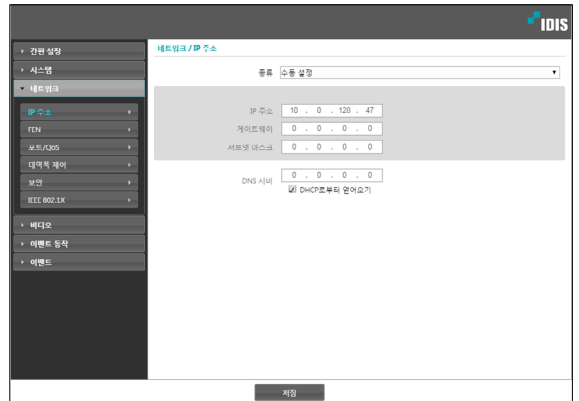 IDIS
간편 설정
시스템
네트워크
IP 주소
FEN
포트/QoS
대역폭 제어
보안
IEEE 802.1X
비디오
이벤트 동작
이벤트
네트워크 / IP 주소
종류 수동 설정
IP 주소 10 . 0 . 120 . 47
게이트웨이 0 . 0 . 0 . 0
서브넷 마스크 0 . 0 . 0 . 0
DNS 서버 0 . 0 . 0 . 0
DHCP로부터 얻어오기
저장